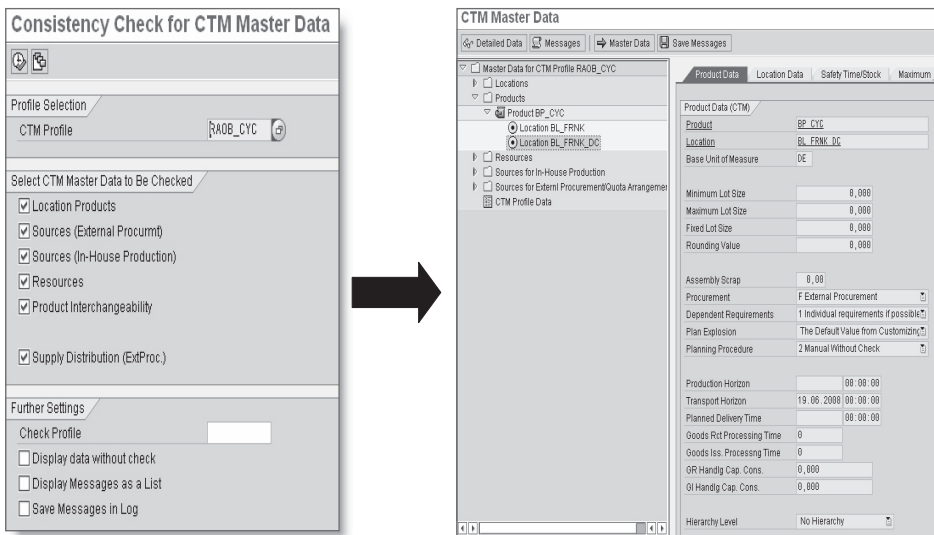 Consistency Check for CTM Master Data
Profile Selection
CTM Profile RAOB_CYC
Select CTM Master Data to Be Checked
Location Products
Sources (External Procurmt)
Sources (In-House Production)
Resources
Product Interchangeability
Supply Distribution (ExtProc.)
Further Settings
Check Profile
Display data without check
Display Messages as a List
Save Messages in Log
CTM Master Data
Detailed Data Messages Master Data Save Messages
Master Data for CTM Profile RAOB_CYC
Locations
Products
Product BP_CYC
Location BL_FRNK
Location BL_FRNK_DC
Resources
Sources for In-House Production
Sources for Externl Procurement/Quota Arrangemer
CTM Profile Data
Product Data Location Data Safety Time/Stock Maximum
Product Data (CTM)
Product BP_CYC
Location BL_FRNK_DC
Base Unit of Measure DE
Minimum Lot Size 0,000
Maximum Lot Size 0,000
Fixed Lot Size 0,000
Rounding Value 0,000
Assembly Scrap 0,00
Procurement F External Procurement
Dependent Requirements 1 Individual requirements if possible
Plan Explosion The Default Value from Customizing
Planning Procedure 2 Manual Without Check
Production Horizon 00:00:00
Transport Horizon 19.06.2008 00:00:00
Planned Delivery Time 00:00:00
Goods Rct Processing Time 0
Goods Iss. Processng Time 0
GR Handlg Cap. Cons. 0,000
GI Handlg Cap. Cons. 0,000
Hierarchy Level No Hierarchy